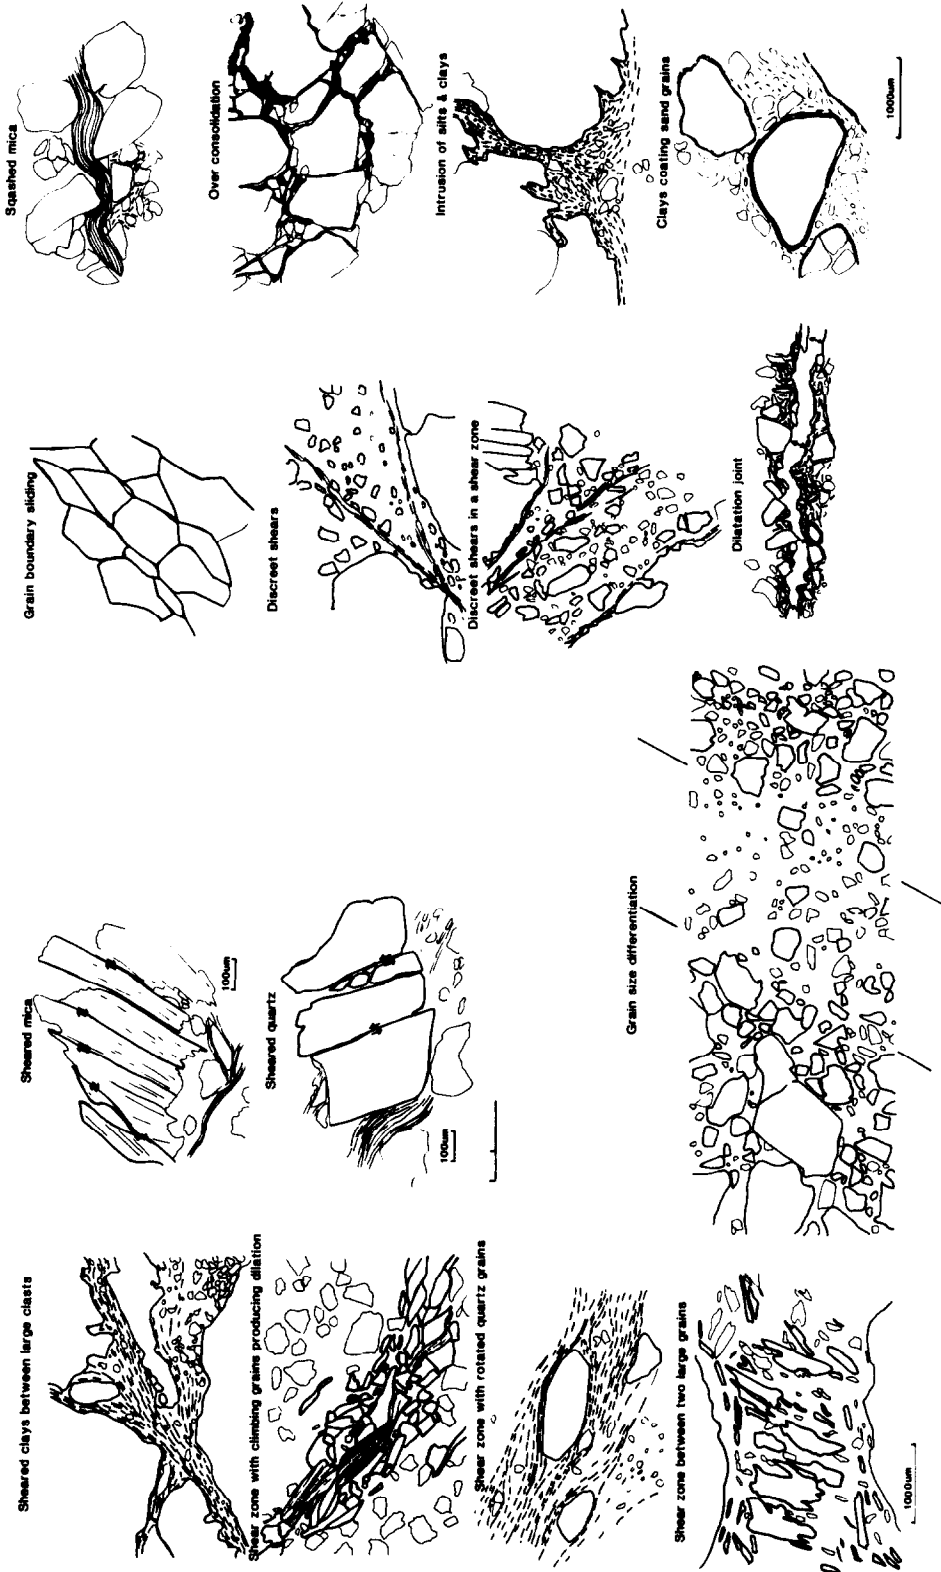 Sheared clays between large clasts
Shear zone with climbing grains producing dilation
Shear zone with rotated quartz grains
Shear zone between two large grains
1000um
Sheared mica
100um
Sheared quartz
100um
Grain size differentiation
Grain boundary sliding
Discreet shears
Discreet shears in a shear zone
Dilatation joint
Sqashed mica
Over consolidation
Intrusion of silts & clays
Clays coating sand grains
1000um